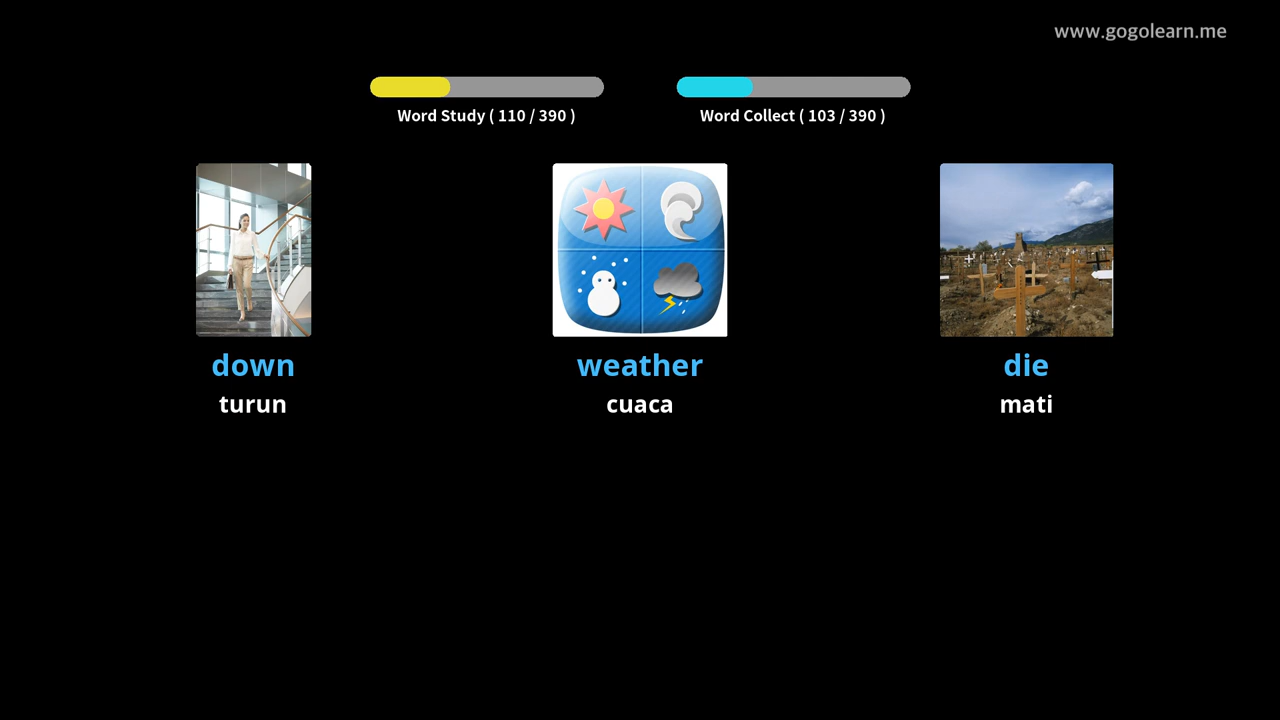 www.gogolearn.me
Word Study ( 110 / 390 )
Word Collect ( 103 / 390 )
down
weather
die
turun
cuaca
mati